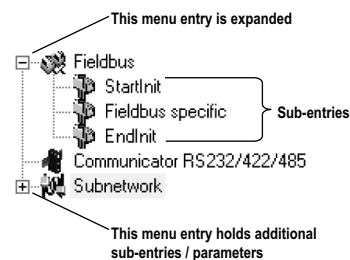 This menu entry is expanded
Fieldbus
StartInit
Fieldbus specific
Sub-entries
EndInit
Communicator RS232/422/485
Subnetwork
This menu entry holds additional
sub-entries / parameters